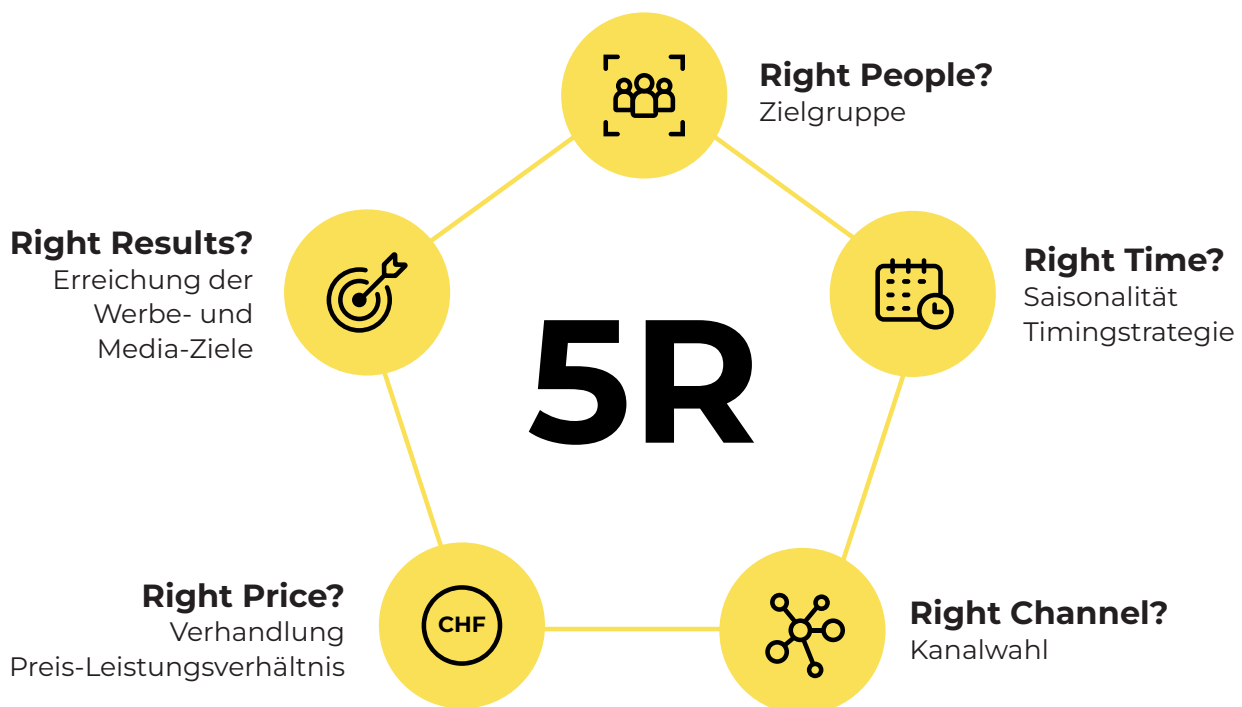 Right People?
Zielgruppe
Right Results?
Erreichung der
Werbe- und
Media-Ziele
Right Time?
Saisonalität
Timingstrategie
5R
Right Price?
Verhandlung
Preis-Leistungsverhältnis
CHF
Right Channel?
Kanalwahl